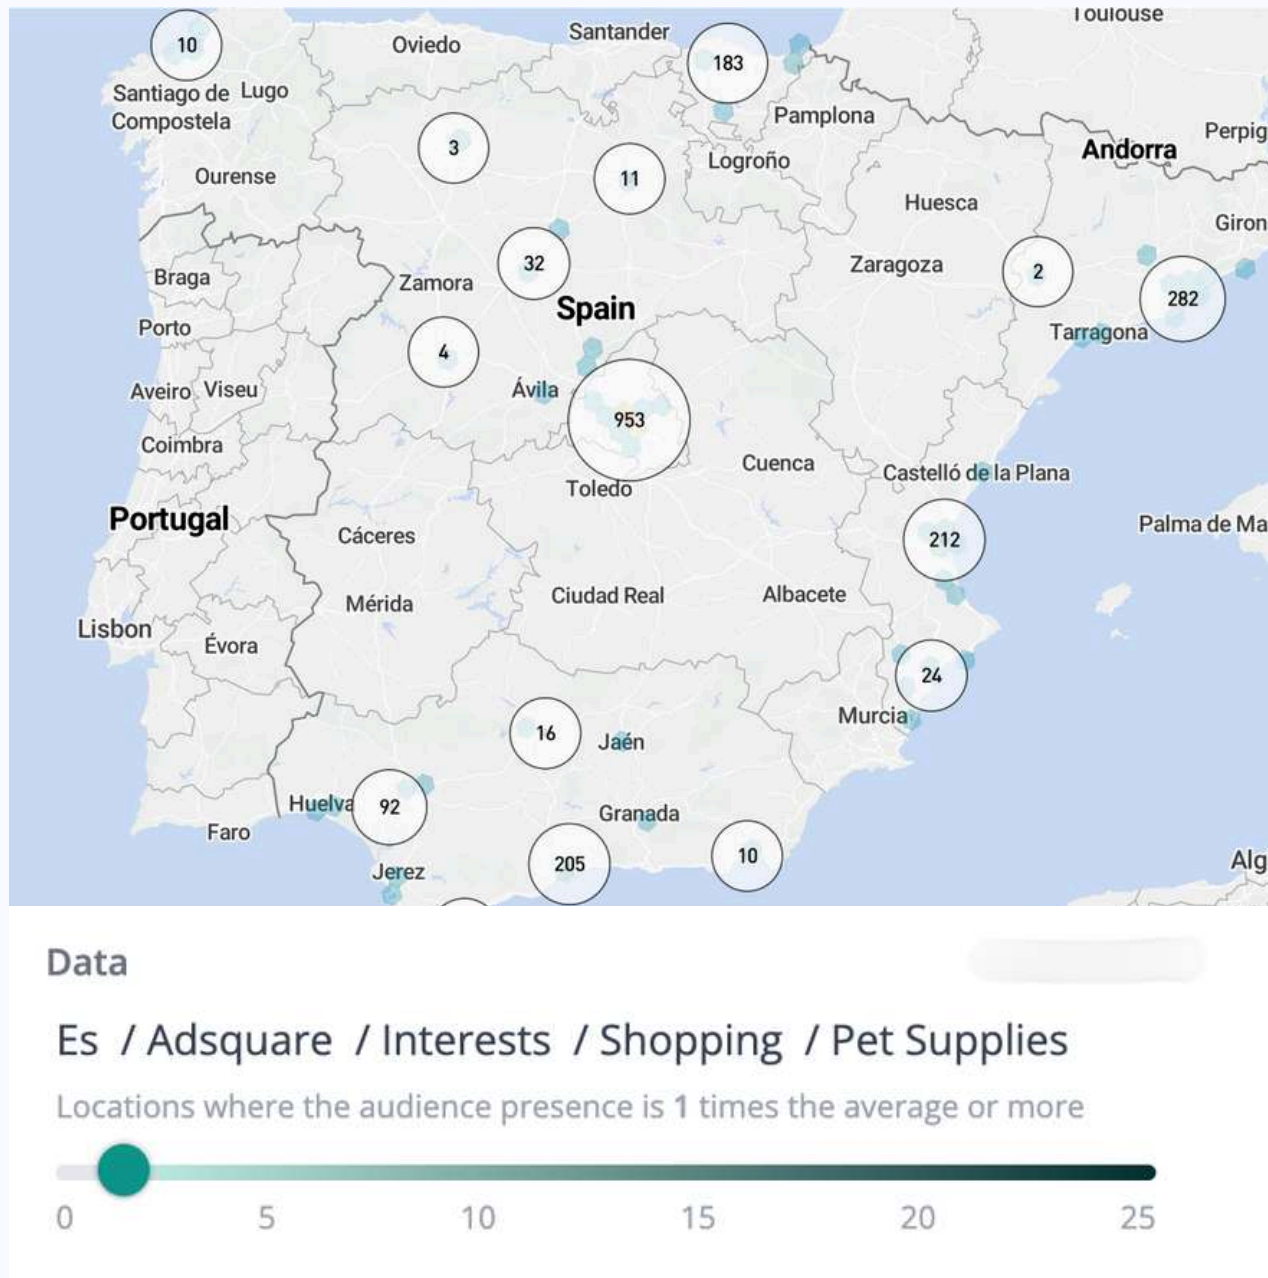 Toulouse
10
Oviedo
Santander
183
Santiago de
Compostela
Lugo
Pamplona
Perpig
Andorra
3
11
Logroño
Ourense
Huesca
Giron
32
Braga
Zamora
Zaragoza
2
282
Spain
Porto
Tarragona
4
Aveiro
Viseu
Ávila
953
Coimbra
Cuenca
Castelló de la Plana
Toledo
Portugal
Cáceres
212
Palma de Ma
Ciudad Real
Albacete
Mérida
Lisbon
Évora
24
Murcia
16
Jaén
Huelva
92
Granada
Faro
205
10
Jerez
Alg
Data
Es / Adsquare / Interests / Shopping / Pet Supplies
Locations where the audience presence is 1 times the average or more
0 5 10 15 20 25